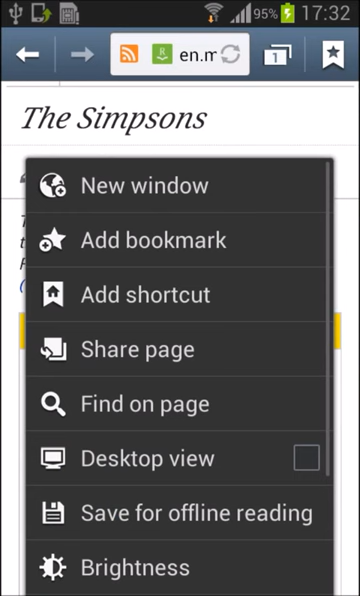 95% 17:32
R en.m 1
The Simpsons
New window
Add bookmark
Add shortcut
Share page
Find on page
Desktop view
Save for offline reading
Brightness